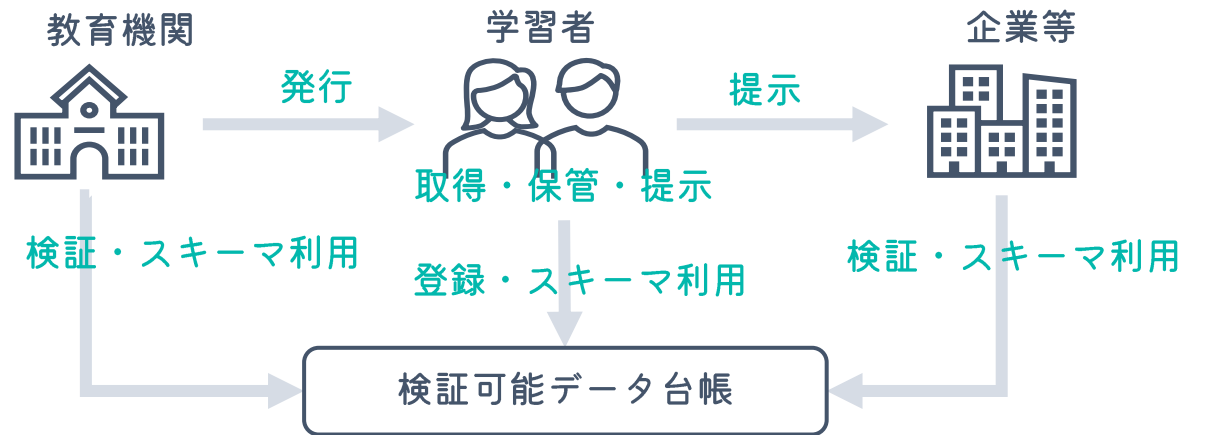 教育機関
学習者
企業等
発行
提示
取得・保管・提示
検証・スキーマ利用
登録・スキーマ利用
検証・スキーマ利用
検証可能データ台帳